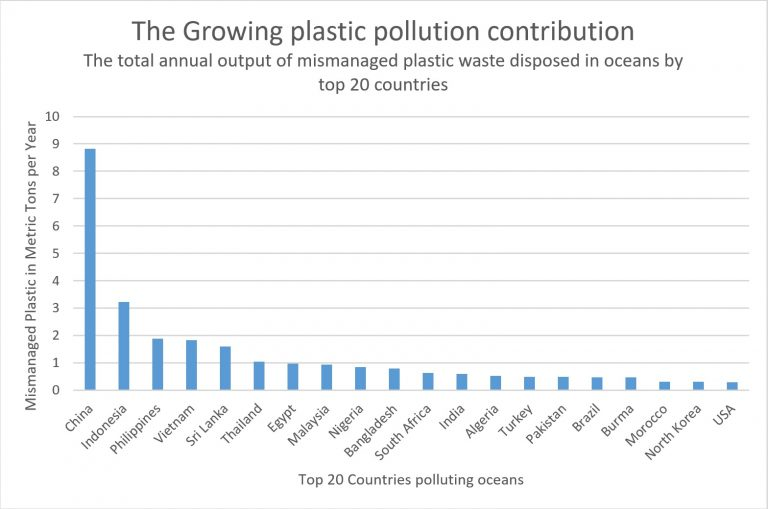 The Growing plastic pollution contribution
The total annual output of mismanaged plastic waste disposed in oceans by
top 20 countries
Mismanaged Plastic in Metric Tons per Year
10
9
8
7
6
5
4
3
2
1
0
China
Indonesia
Philippines
Vietnam
Sri Lanka
Thailand
Egypt
Malaysia
Nigeria
Bangladesh
South Africa
India
Algeria
Turkey
Pakistan
Brazil
Burma
Morocco
North Korea
USA
Top 20 Countries polluting oceans